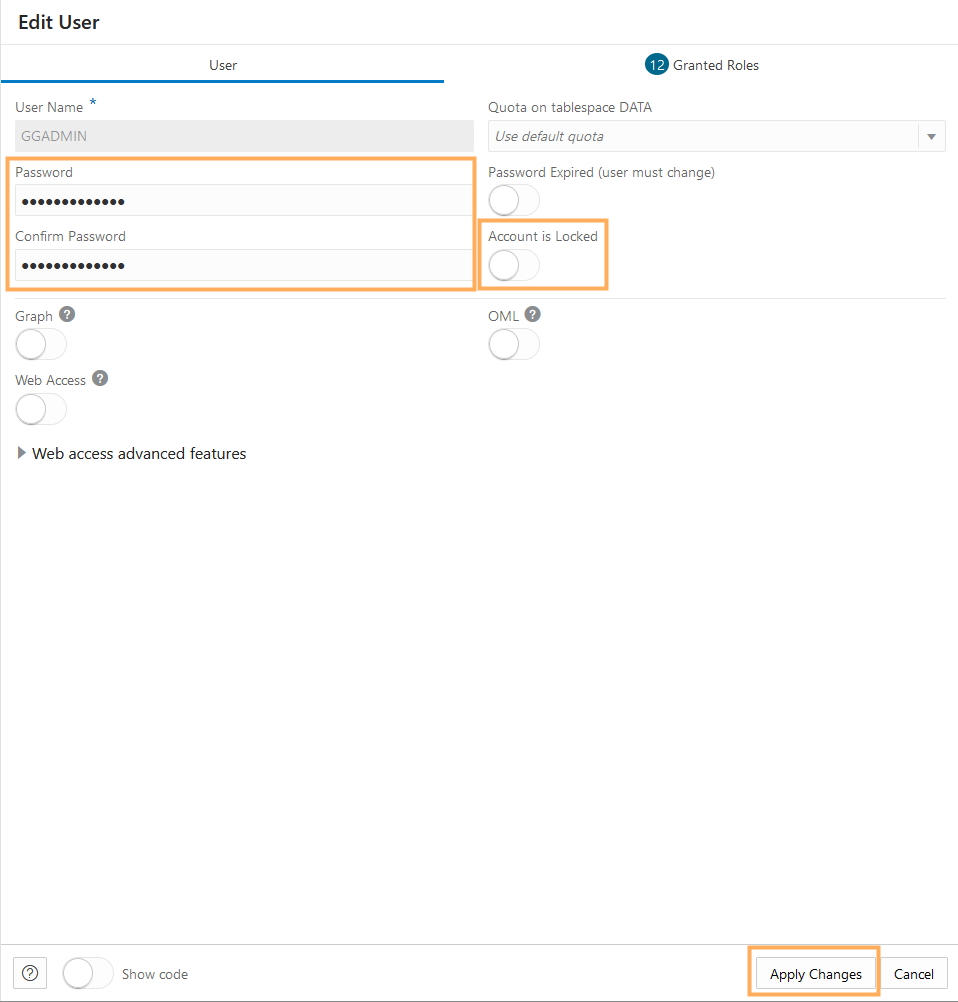 Edit User
User
12 Granted Roles
User Name *
Quota on tablespace DATA
GGADMIN
Use default quota
Password
Password Expired (user must change)
•••••••••••••
Confirm Password
Account is Locked
•••••••••••••
Graph ?
OML ?
Web Access ?
Web access advanced features
? Show code
Apply Changes
Cancel